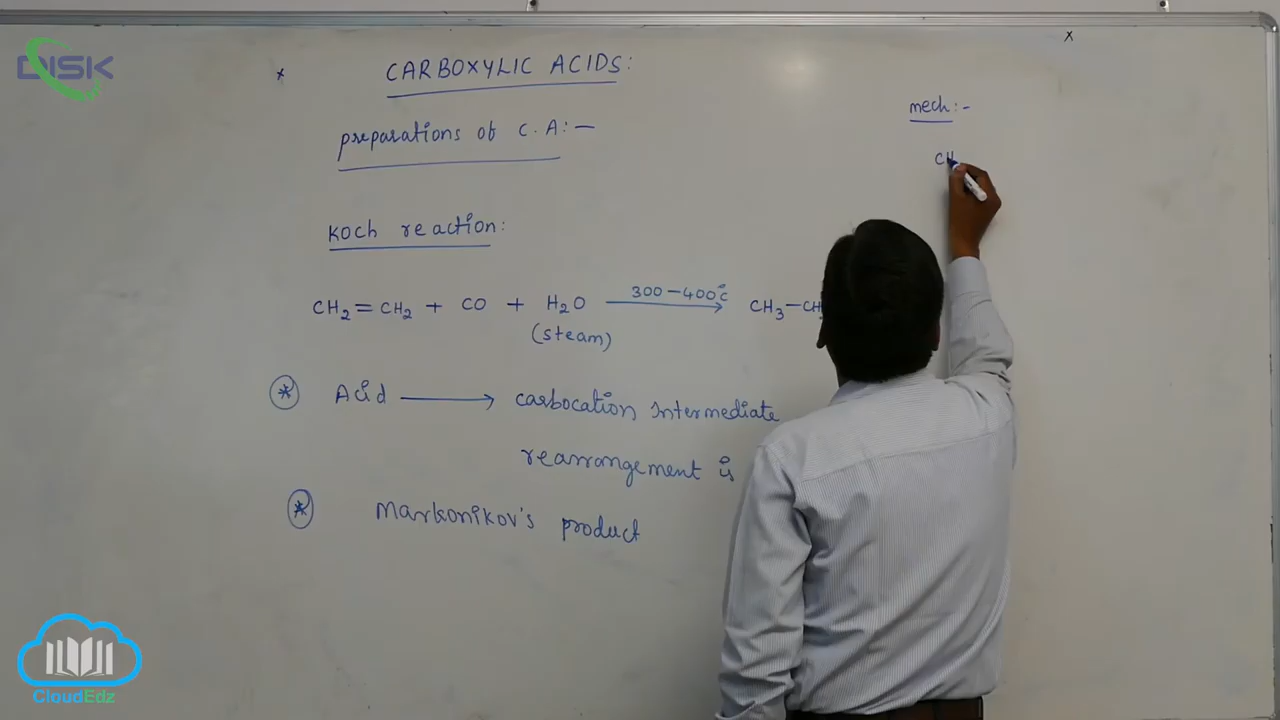 DISK
CARBOXYLIC ACIDS:
preparations of C.A:-
mech:-
CH
Koch reaction:
CH₂=CH₂ + CO + H₂O 300-400°C → CH₃-CH
(steam)
* Acid → carbocation Intermediate
rearrangement is
* Markonikov's product
CloudEdz